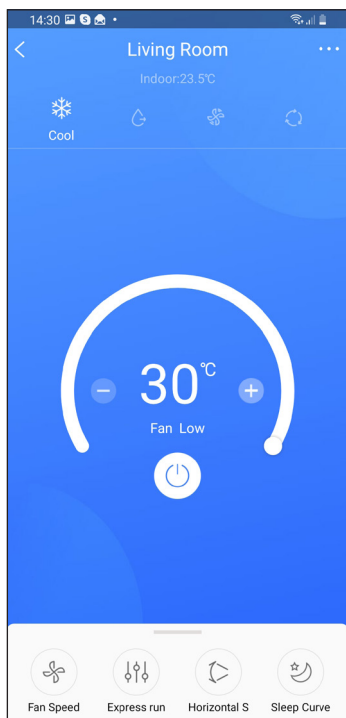 14:30
Living Room
Indoor:23.5℃
Cool
30℃
Fan Low
Fan Speed Express run Horizontal S Sleep Curve